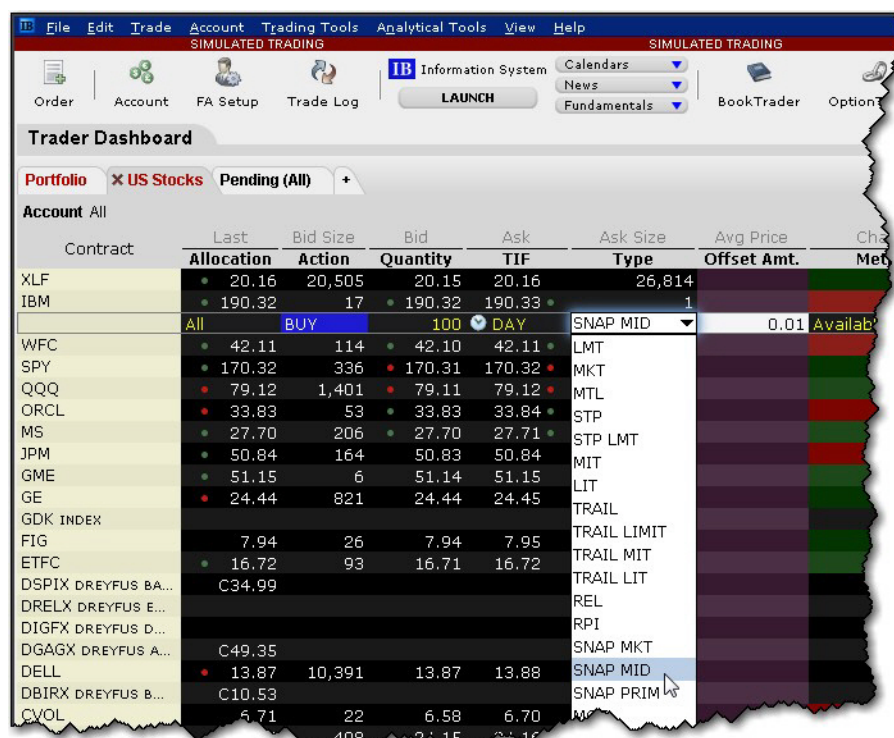 IB File Edit Trade Account Trading Tools Analytical Tools View Help
SIMULATED TRADING SIMULATED TRADING
IB Information System Calendars
News
Order Account FA Setup Trade Log LAUNCH Fundamentals BookTrader Option
Trader Dashboard
Portfolio US Stocks Pending (All) +
Account All
Contract Last Bid Size Bid Ask Ask Size Avg Price Cha
Allocation Action Quantity TIF Type Offset Amt. Met
XLF 20.16 20,505 20.15 20.16 26,814
IBM 190.32 17 190.32 190.33 1
All BUY 100 DAY SNAP MID 0.01 Availab
WFC 42.11 114 42.10 42.11 LMT
SPY 170.32 336 170.31 170.32 MKT
QQQ 79.12 1,401 79.11 79.12 MTL
ORCL 33.83 53 33.83 33.84 STP
MS 27.70 206 27.70 27.71 STP LMT
JPM 50.84 164 50.83 50.84 MIT
GME 51.15 6 51.14 51.15 LIT
GE 24.44 821 24.44 24.45 TRAIL
GDK INDEX TRAIL LIMIT
FIG 7.94 26 7.94 7.95 TRAIL MIT
ETFC 16.72 93 16.71 16.72 TRAIL LIT
DSPIX DREYFUS BA... C34.99
DRELX DREYFUS E... REL
DIGFX DREYFUS D... RPI
DGAGX DREYFUS A... C49.35 SNAP MKT
DELL 13.87 10,391 13.87 13.88 SNAP MID
DBIRX DREYFUS B... C10.53 SNAP PRIM
CVOL 6.71 22 6.58 6.70